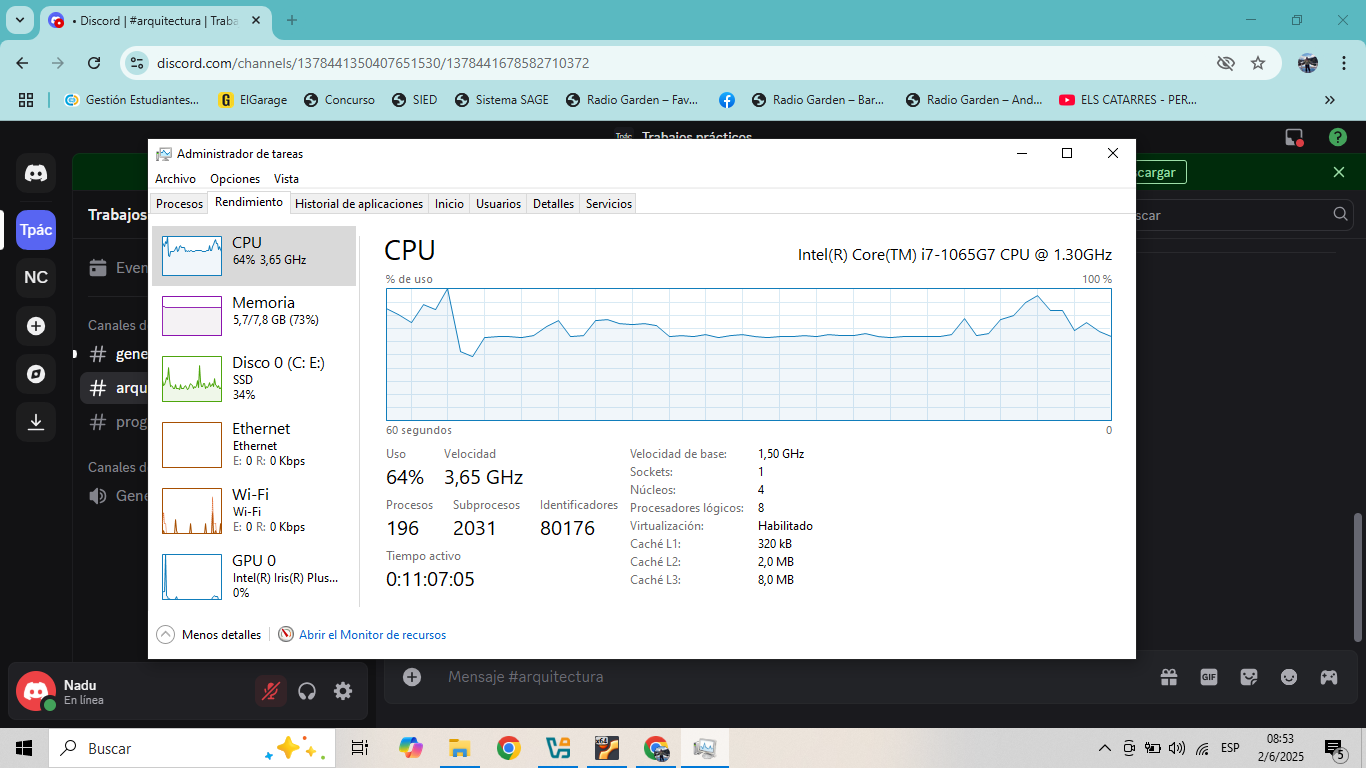 • Discord | #arquitectura | Traba
discord.com/channels/1378441350407651530/1378441678582710372
Gestión Estudiantes...
ElGarage
Concurso
SIED
Sistema SAGE
Radio Garden – Fav...
Radio Garden – Bar...
Radio Garden – And...
ELS CATARRES - PER...
»
Tpác Trabajos prácticos
scargar
Trabajos
scar
Tpác
NC
Even
Canales d
# gene
# arqu
# prog
Canales d
Gene
Administrador de tareas
Archivo Opciones Vista
Procesos Rendimiento Historial de aplicaciones Inicio Usuarios Detalles Servicios
CPU
64% 3,65 GHz
Memoria
5,7/7,8 GB (73%)
Disco 0 (C: E:)
SSD
34%
Ethernet
Ethernet
E: 0 R: 0 Kbps
Wi-Fi
Wi-Fi
E: 0 R: 0 Kbps
GPU 0
Intel(R) Iris(R) Plus...
0%
CPU
Intel(R) Core(TM) i7-1065G7 CPU @ 1.30GHz
% de uso 100 %
60 segundos 0
Uso Velocidad
64% 3,65 GHz
Procesos Subprocesos Identificadores
196 2031 80176
Tiempo activo
0:11:07:05
Velocidad de base: 1,50 GHz
Sockets: 1
Núcleos: 4
Procesadores lógicos: 8
Virtualización: Habilitado
Caché L1: 320 kB
Caché L2: 2,0 MB
Caché L3: 8,0 MB
Menos detalles
Abrir el Monitor de recursos
Nadu
En línea
Mensaje #arquitectura
GIF
Buscar
x64
ESP
08:53
2/6/2025
5